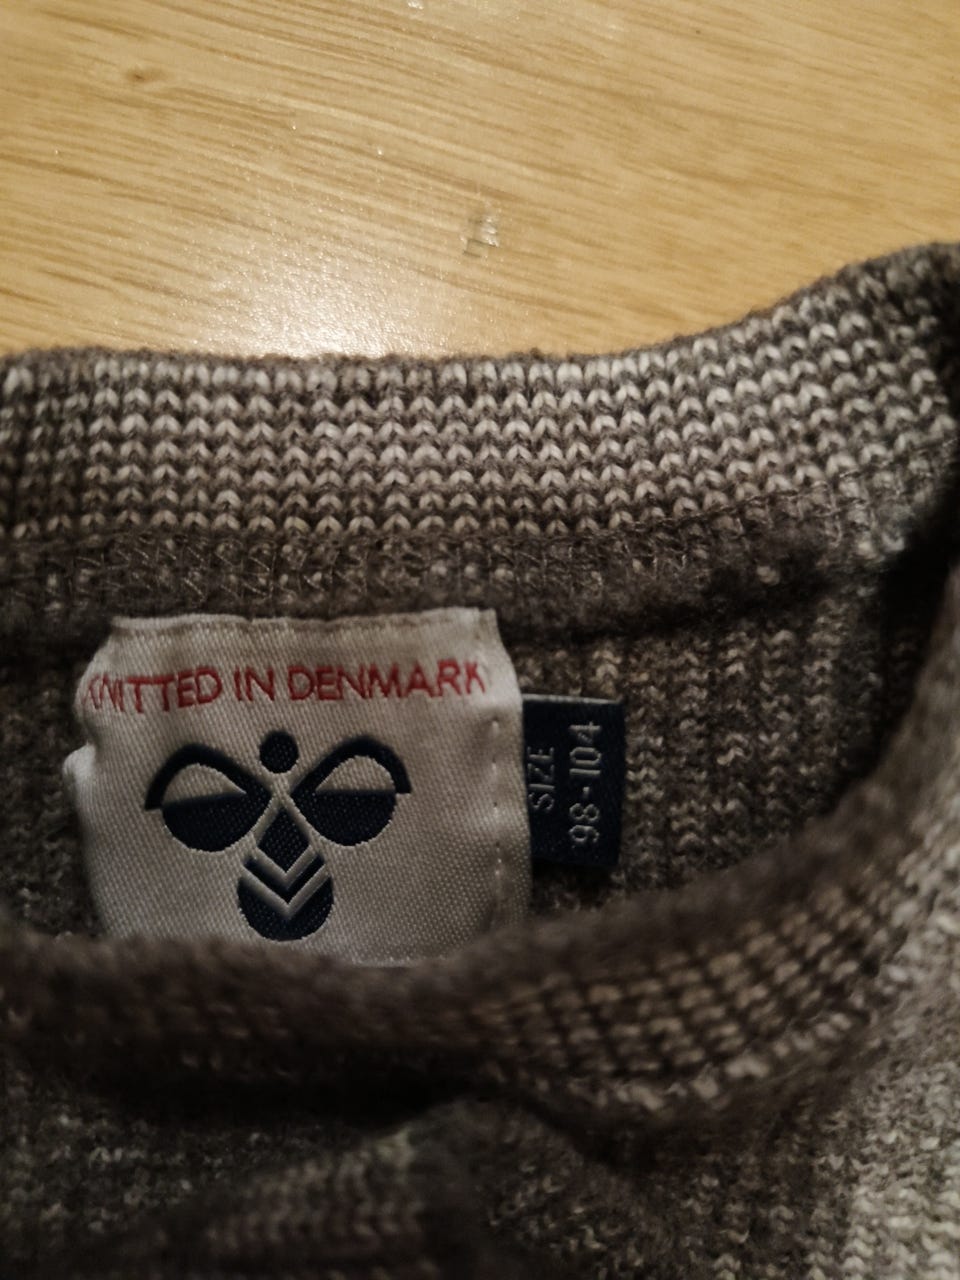 KNITTED IN DENMARK
SIZE
98-104